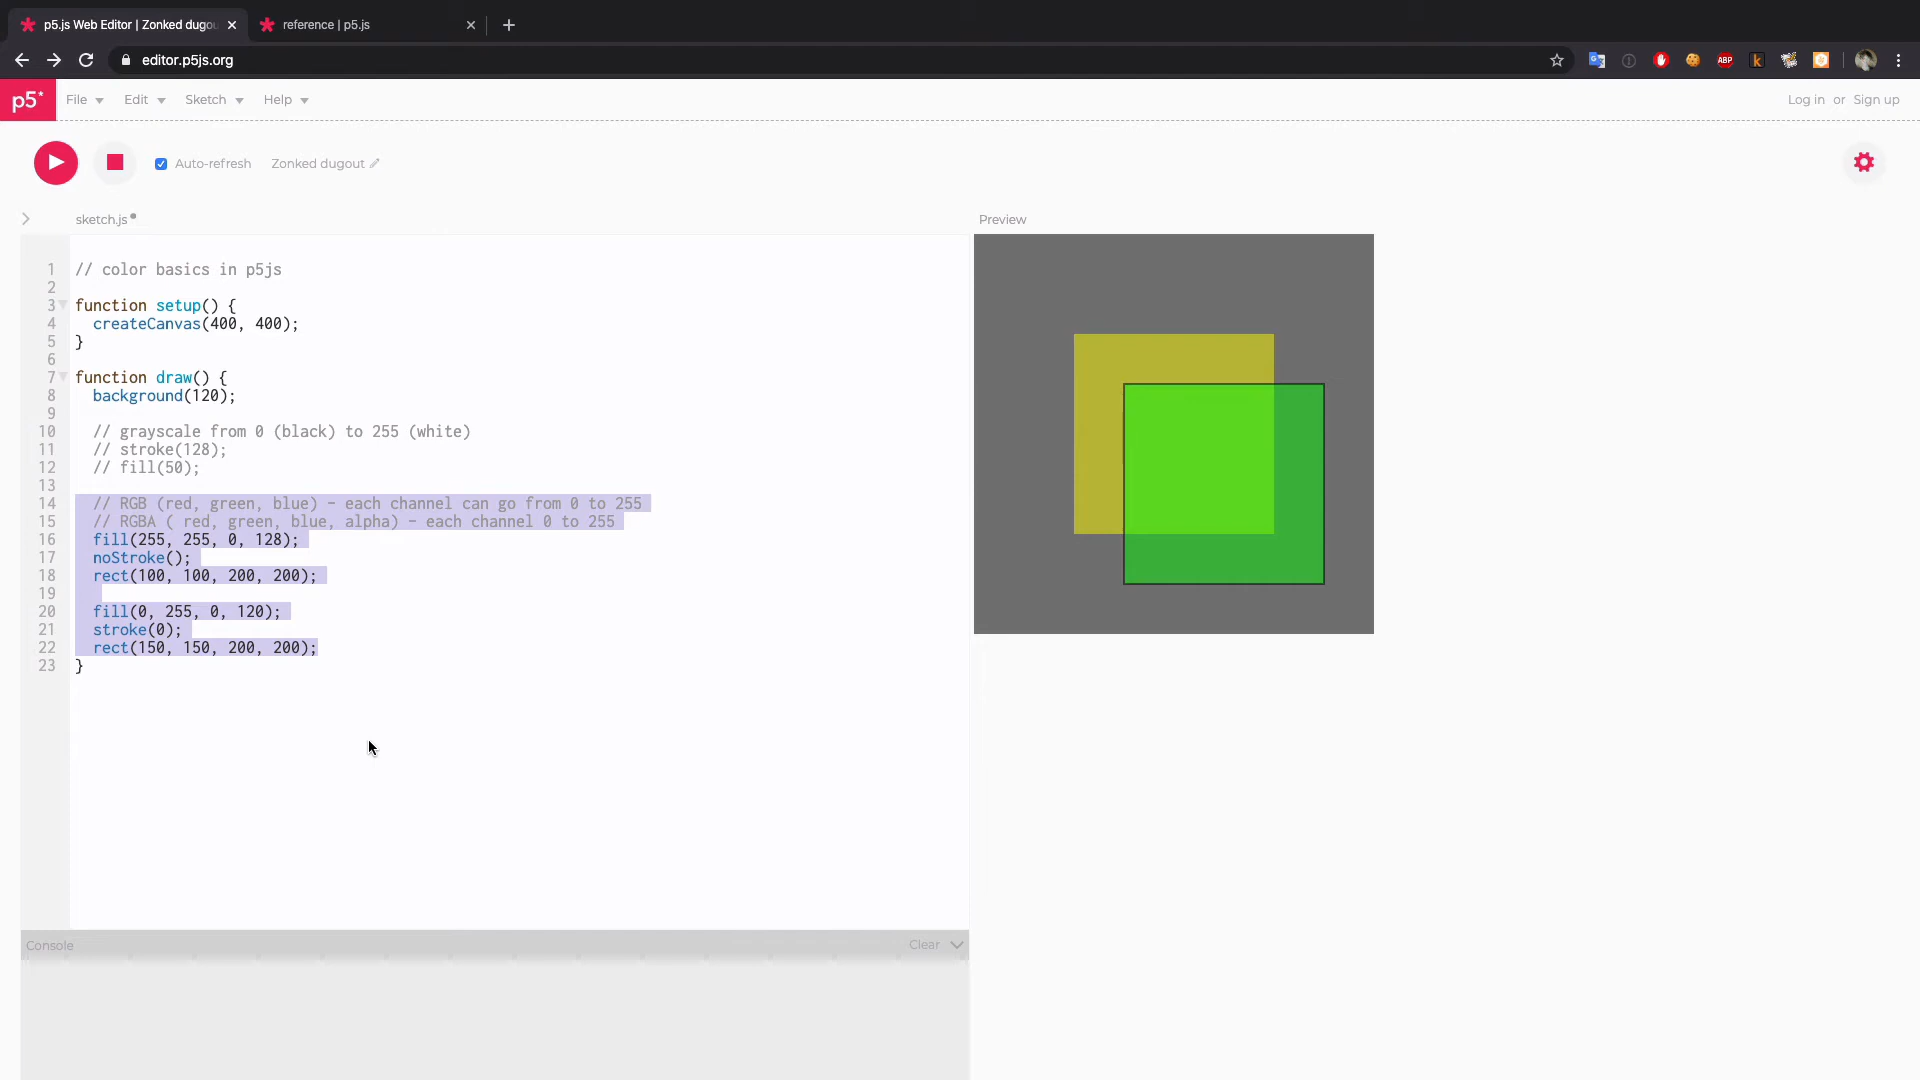 p5.js Web Editor | Zonked dugou
reference | p5.js
editor.p5js.org
ABP
k
p5* File Edit Sketch Help Log in or Sign up
Auto-refresh Zonked dugout
sketch.js
Preview
1 // color basics in p5js
2
3 function setup() {
4 createCanvas(400, 400);
5 }
6
7 function draw() {
8 background(120);
9
10 // grayscale from 0 (black) to 255 (white)
11 // stroke(128);
12 // fill(50);
13
14 // RGB (red, green, blue) - each channel can go from 0 to 255
15 // RGBA ( red, green, blue, alpha) - each channel 0 to 255
16 fill(255, 255, 0, 128);
17 noStroke();
18 rect(100, 100, 200, 200);
19
20 fill(0, 255, 0, 120);
21 stroke(0);
22 rect(150, 150, 200, 200);
23 }
Console
Clear